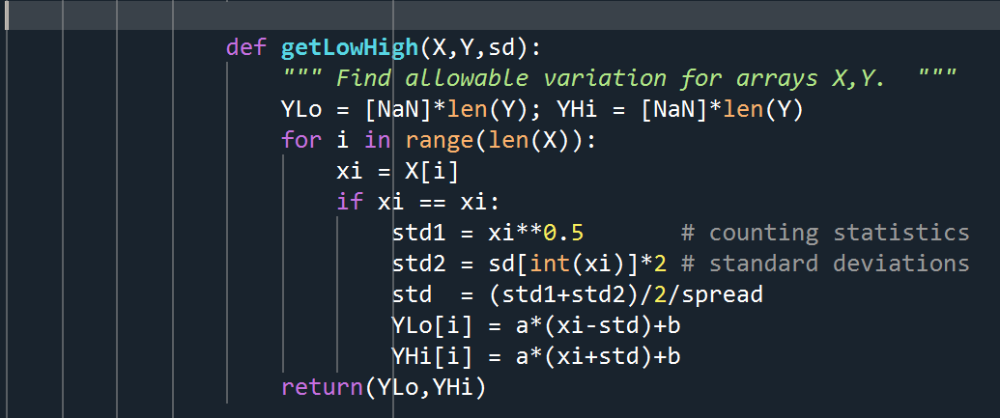 def getLowHigh(X,Y,sd):
""" Find allowable variation for arrays X,Y.  """
YLo = [NaN]*len(Y); YHi = [NaN]*len(Y)
for i in range(len(X)):
xi = X[i]
if xi == xi:
std1 = xi**0.5       # counting statistics
std2 = sd[int(xi)]*2 # standard deviations
std  = (std1+std2)/2/spread
YLo[i] = a*(xi-std)+b
YHi[i] = a*(xi+std)+b
return(YLo,YHi)